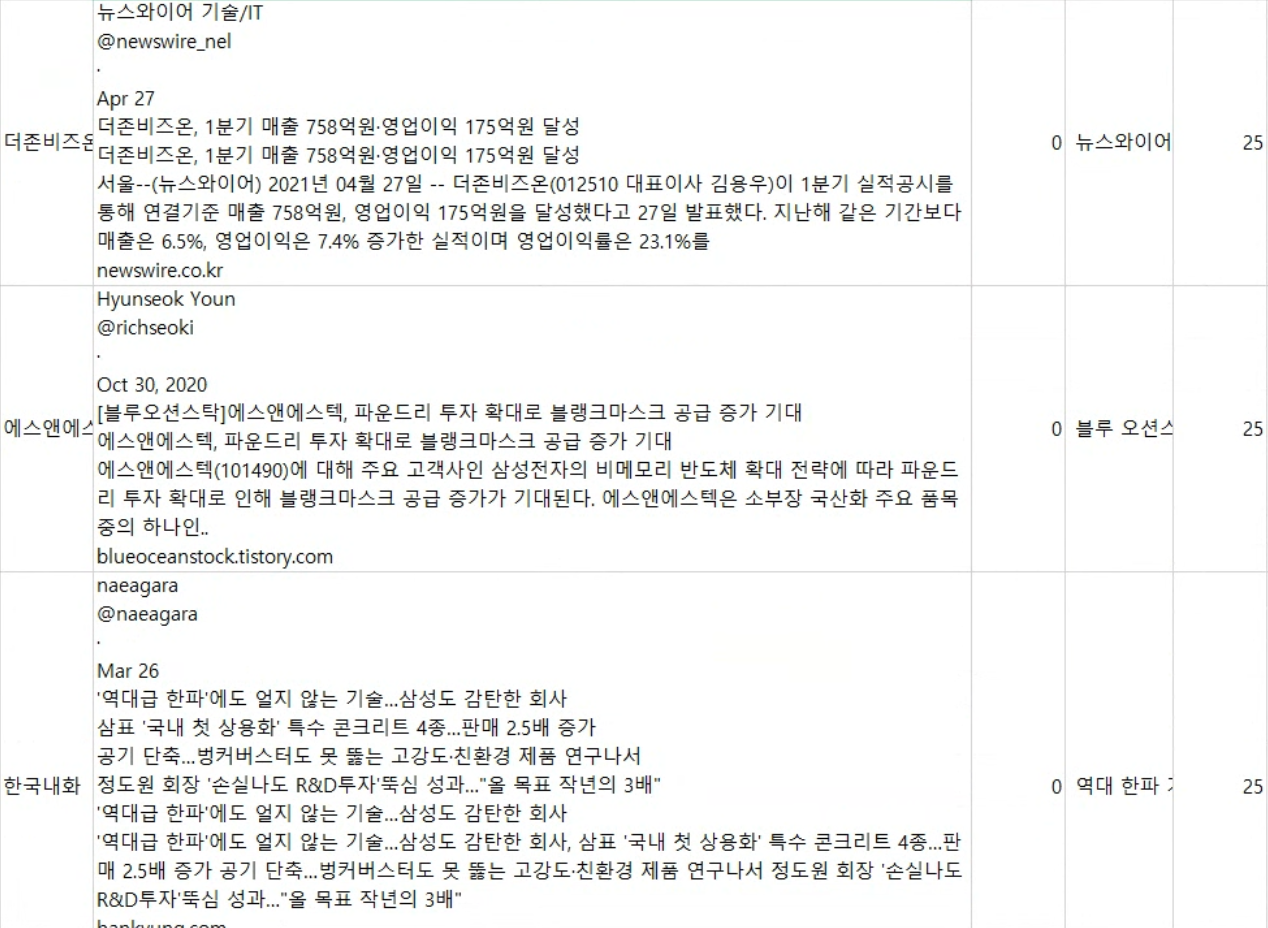 뉴스와이어 기술/IT
@newswire_nel
·
Apr 27
더존비즈온, 1분기 매출 758억원·영업이익 175억원 달성
더존비즈온, 1분기 매출 758억원·영업이익 175억원 달성
서울--(뉴스와이어) 2021년 04월 27일 -- 더존비즈온(012510 대표이사 김용우)이 1분기 실적공시를
통해 연결기준 매출 758억원, 영업이익 175억원을 달성했다고 27일 발표했다. 지난해 같은 기간보다
매출은 6.5%, 영업이익은 7.4% 증가한 실적이며 영업이익률은 23.1%를
newswire.co.kr
더존비즈온
0
뉴스와이어
25
Hyunseok Youn
@richseoki
·
Oct 30, 2020
[블루오션스탁]에스앤에스텍, 파운드리 투자 확대로 블랭크마스크 공급 증가 기대
에스앤에스텍, 파운드리 투자 확대로 블랭크마스크 공급 증가 기대
에스앤에스텍(101490)에 대해 주요 고객사인 삼성전자의 비메모리 반도체 확대 전략에 따라 파운드
리 투자 확대로 인해 블랭크마스크 공급 증가가 기대된다. 에스앤에스텍은 소부장 국산화 주요 품목
중의 하나인..
blueoceanstock.tistory.com
에스앤에스
0
블루 오션스
25
naeagara
@naeagara
·
Mar 26
'역대급 한파'에도 얼지 않는 기술...삼성도 감탄한 회사
삼표 '국내 첫 상용화' 특수 콘크리트 4종...판매 2.5배 증가
공기 단축...벙커버스터도 못 뚫는 고강도·친환경 제품 연구나서
정도원 회장 '손실나도 R&D투자'뚝심 성과..."올 목표 작년의 3배"
'역대급 한파'에도 얼지 않는 기술...삼성도 감탄한 회사
'역대급 한파'에도 얼지 않는 기술...삼성도 감탄한 회사, 삼표 '국내 첫 상용화' 특수 콘크리트 4종...판
매 2.5배 증가 공기 단축...벙커버스터도 못 뚫는 고강도·친환경 제품 연구나서 정도원 회장 '손실나도
R&D투자'뚝심 성과..."올 목표 작년의 3배"
hankyung.com
한국내화
0
역대 한파
25